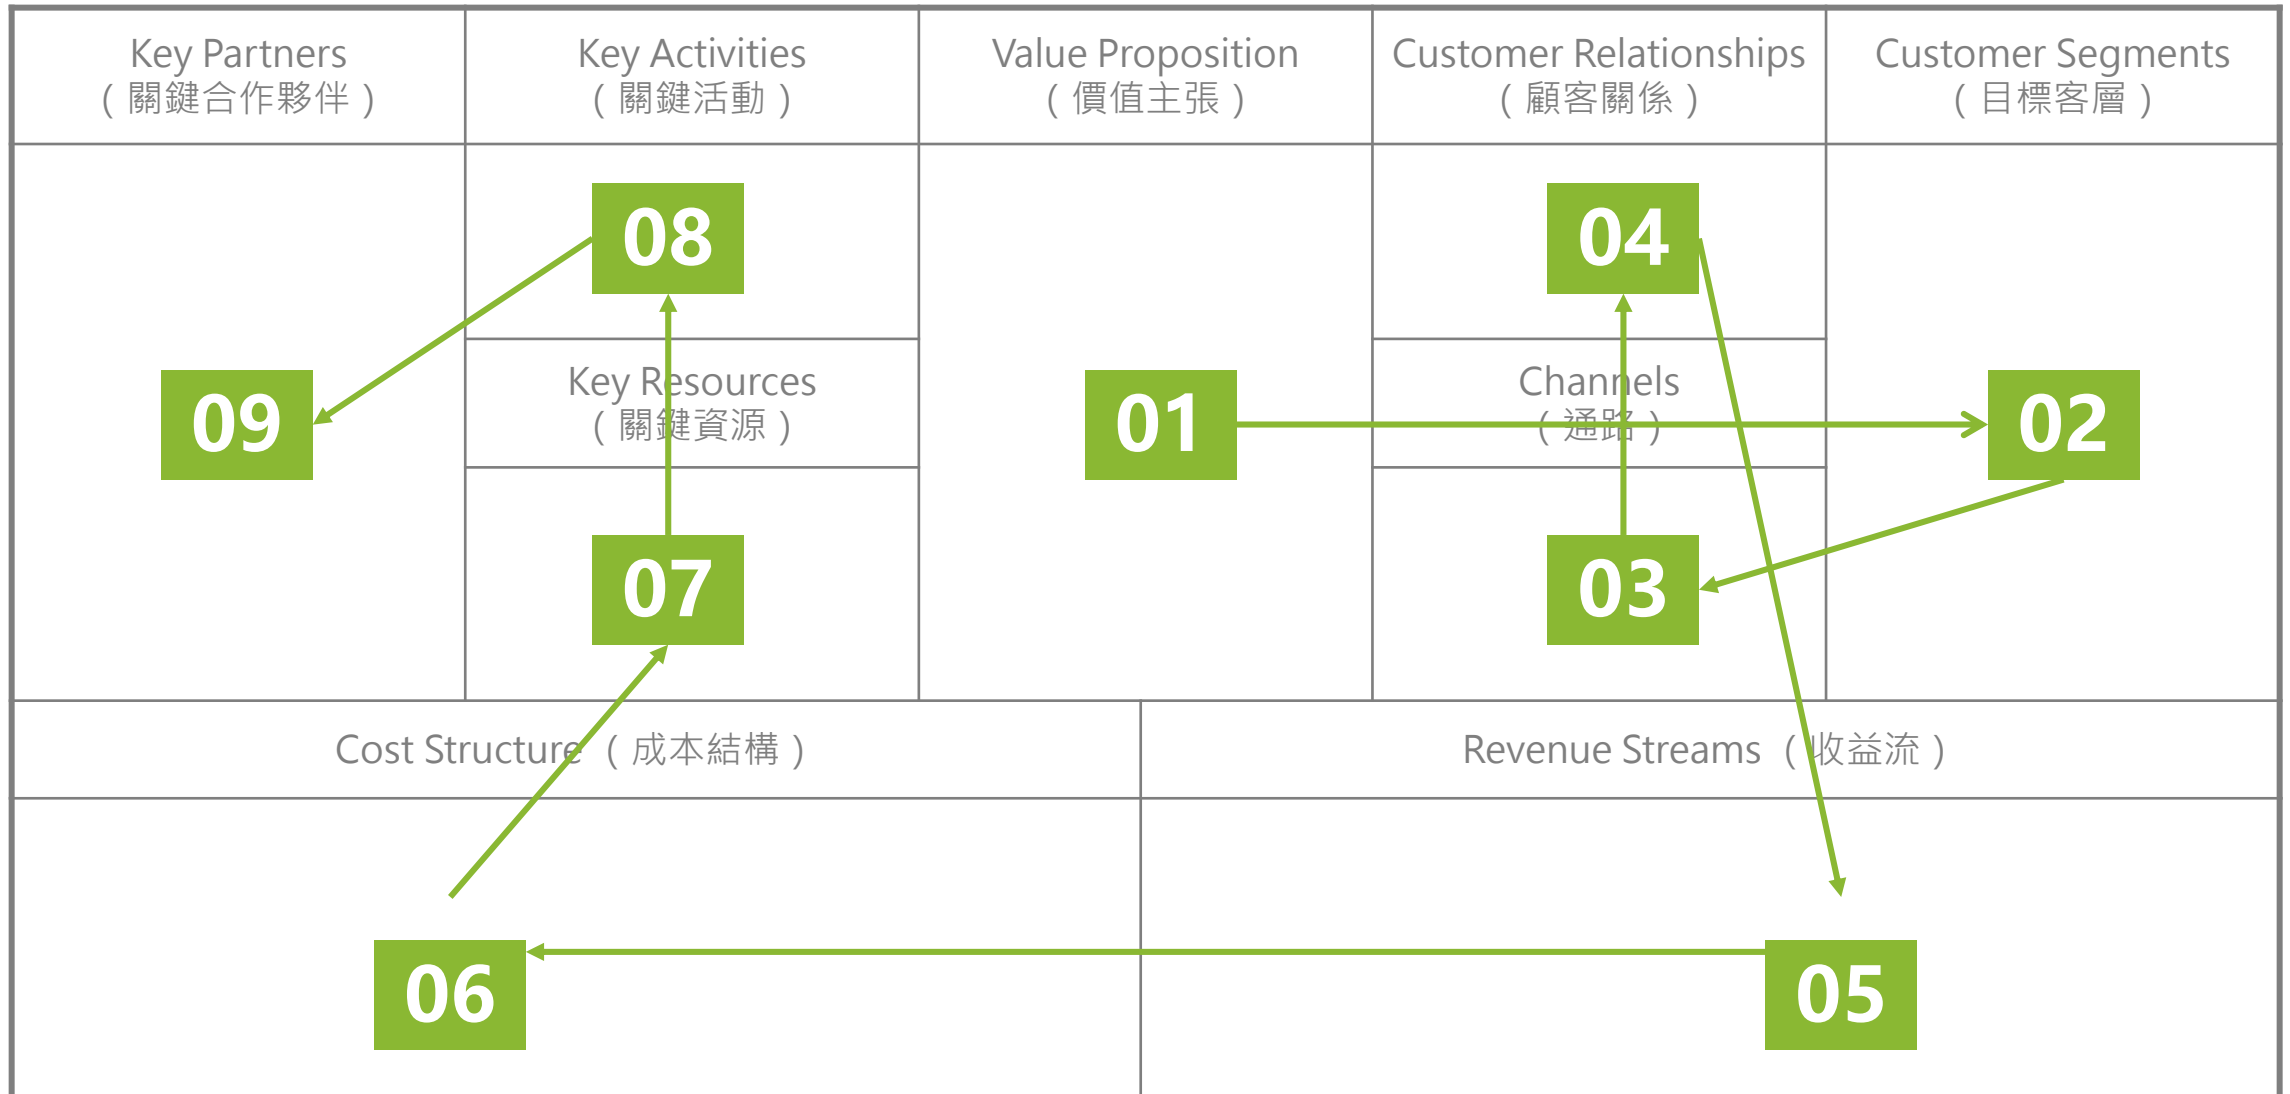 Key Partners
（關鍵合作夥伴）
Key Activities
（關鍵活動）
Value Proposition
（價值主張）
Customer Relationships
（顧客關係）
Customer Segments
（目標客層）
08
04
Key Resources
（關鍵資源）
Channels
（通路）
09
01
02
07
03
Cost Structure （成本結構）
Revenue Streams （收益流）
06
05